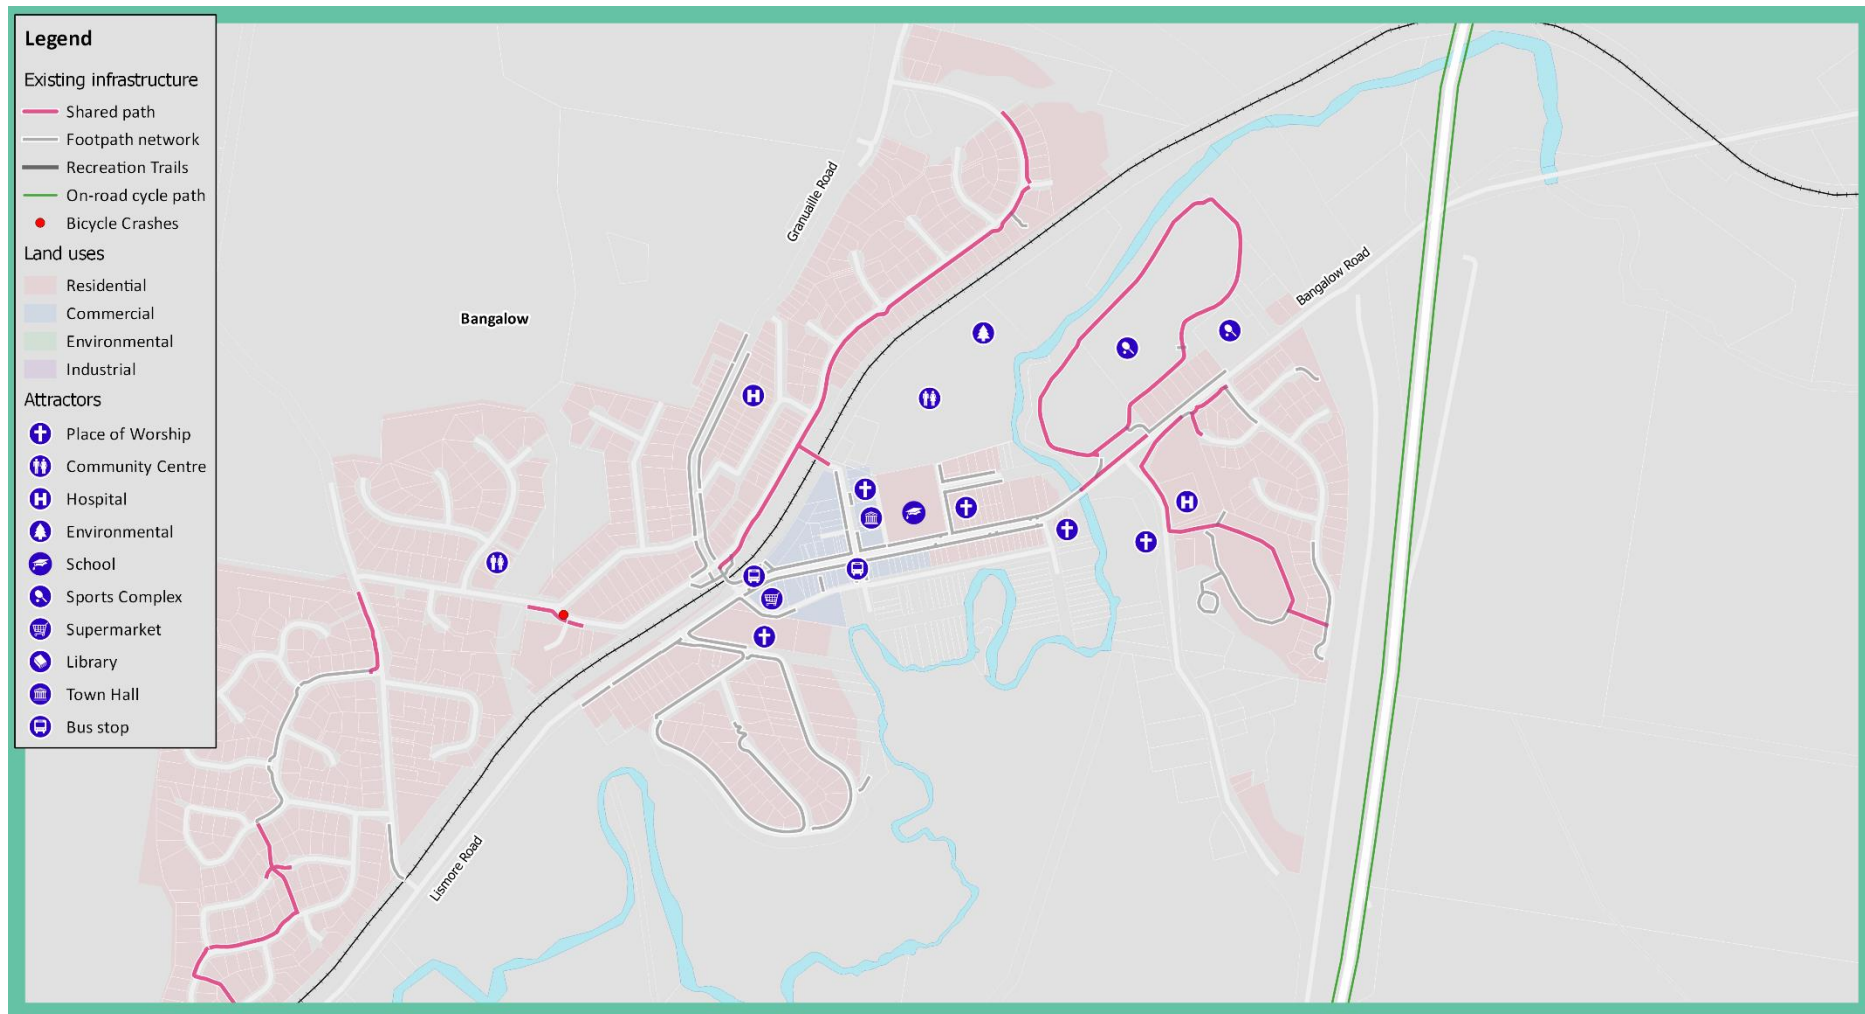 Legend
Existing infrastructure
Shared path
Footpath network
Recreation Trails
On-road cycle path
Bicycle Crashes
Land uses
Residential
Commercial
Environmental
Industrial
Attractors
Place of Worship
Community Centre
H Hospital
Environmental
School
Sports Complex
Supermarket
Library
Town Hall
Bus stop
Granuaille Road
Bangalow Road
Bangalow
H
H
Lismore Road